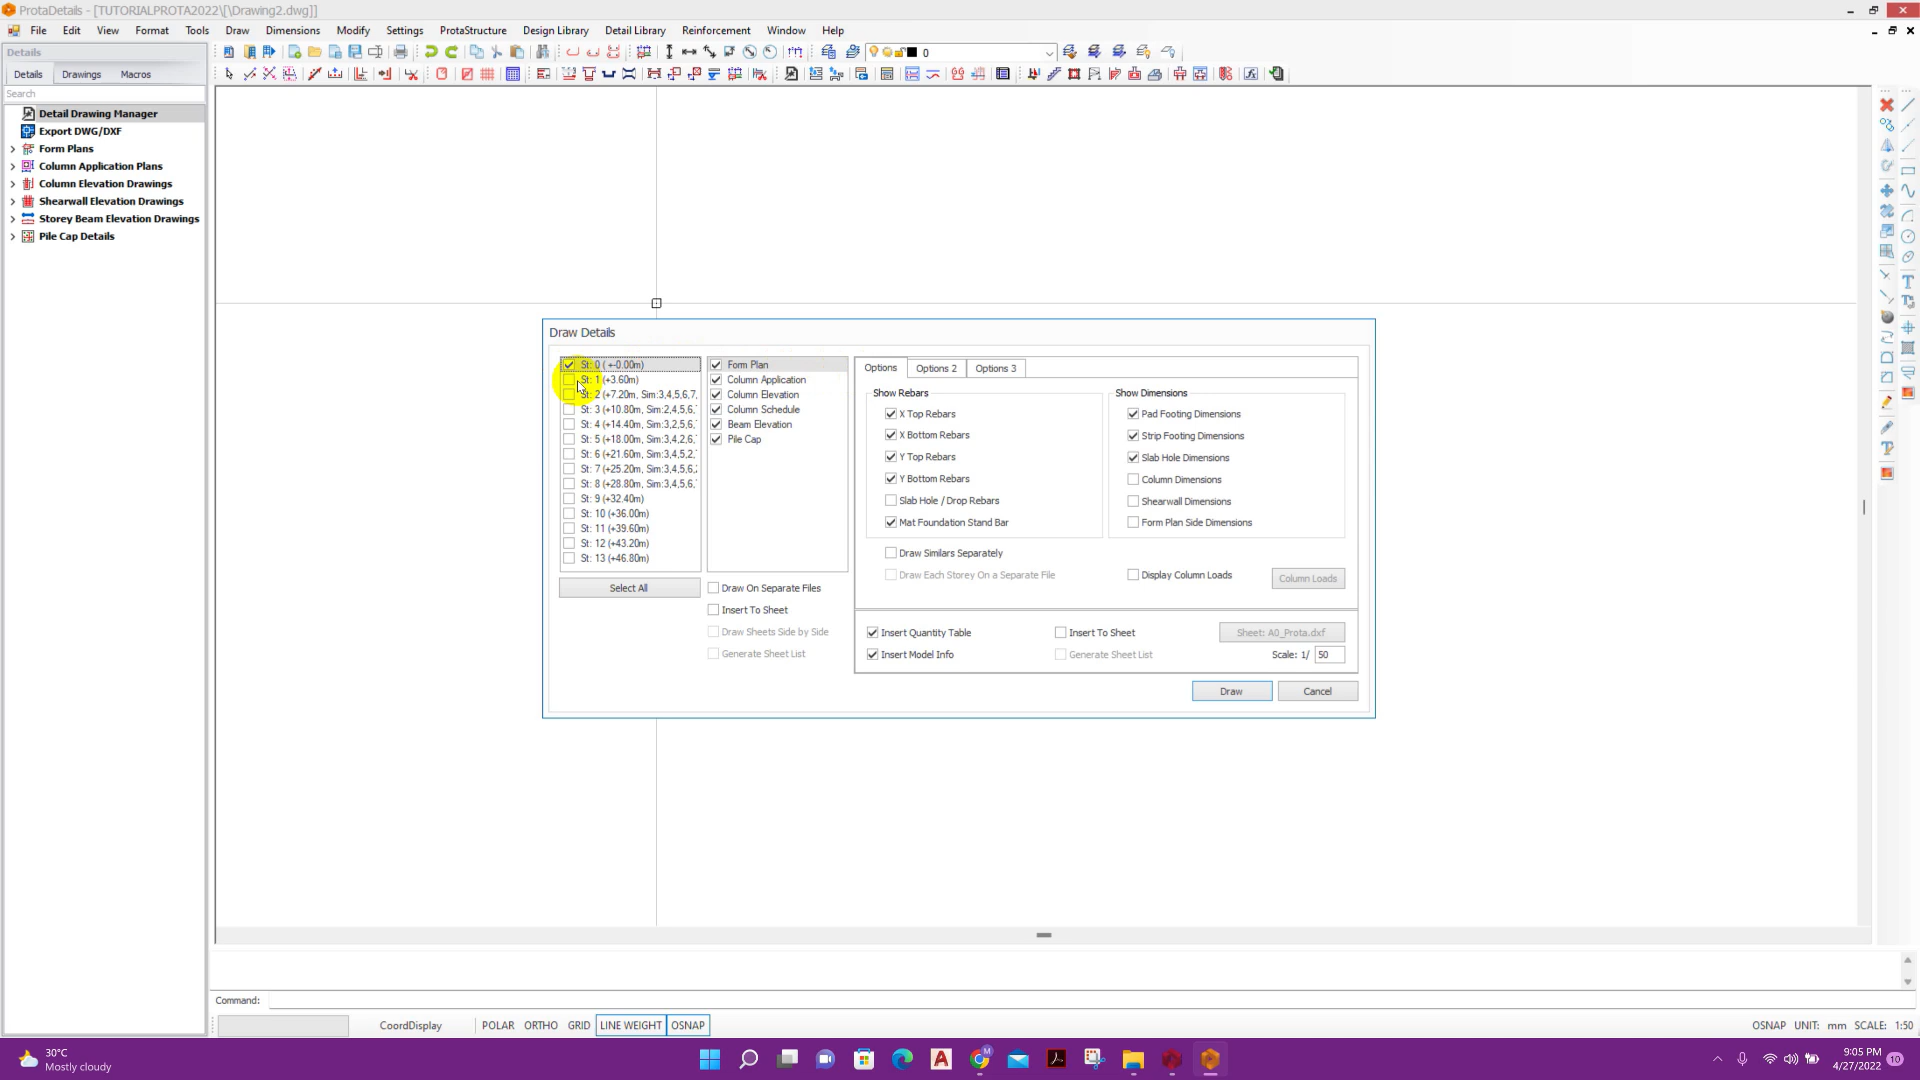 ProtaDetails - [TUTORIALPROTA2022\[\Drawing2.dwg]]
File Edit View Format Tools Draw Dimensions Modify Settings ProtaStructure Design Library Detail Library Reinforcement Window Help
Details
0
Details Drawings Macros
Search
Detail Drawing Manager
Export DWG/DXF
Form Plans
Column Application Plans
Column Elevation Drawings
Shearwall Elevation Drawings
Storey Beam Elevation Drawings
Pile Cap Details
Draw Details
St: 0 ( +-0.00m)
St: 1 (+3.60m)
St: 2 (+7.20m, Sim:3,4,5,6,7,
St: 3 (+10.80m, Sim:2,4,5,6,
St: 4 (+14.40m, Sim:3,2,5,6,
St: 5 (+18.00m, Sim:3,4,2,6,
St: 6 (+21.60m, Sim:3,4,5,2,
St: 7 (+25.20m, Sim:3,4,5,6,
St: 8 (+28.80m, Sim:3,4,5,6,
St: 9 (+32.40m)
St: 10 (+36.00m)
St: 11 (+39.60m)
St: 12 (+43.20m)
St: 13 (+46.80m)
Select All
Form Plan
Column Application
Column Elevation
Column Schedule
Beam Elevation
Pile Cap
Draw On Separate Files
Insert To Sheet
Draw Sheets Side by Side
Generate Sheet List
Options Options 2 Options 3
Show Rebars
X Top Rebars
X Bottom Rebars
Y Top Rebars
Y Bottom Rebars
Slab Hole / Drop Rebars
Mat Foundation Stand Bar
Show Dimensions
Pad Footing Dimensions
Strip Footing Dimensions
Slab Hole Dimensions
Column Dimensions
Shearwall Dimensions
Form Plan Side Dimensions
Draw Similars Separately
Draw Each Storey On a Separate File
Display Column Loads Column Loads
Insert Quantity Table Insert To Sheet Sheet: A0_Prota.dxf
Insert Model Info Generate Sheet List Scale: 1/ 50
Draw Cancel
Command:
CoordDisplay POLAR ORTHO GRID LINE WEIGHT OSNAP OSNAP UNIT: mm SCALE: 1:50
30°C
Mostly cloudy
9:05 PM
4/27/2022
10